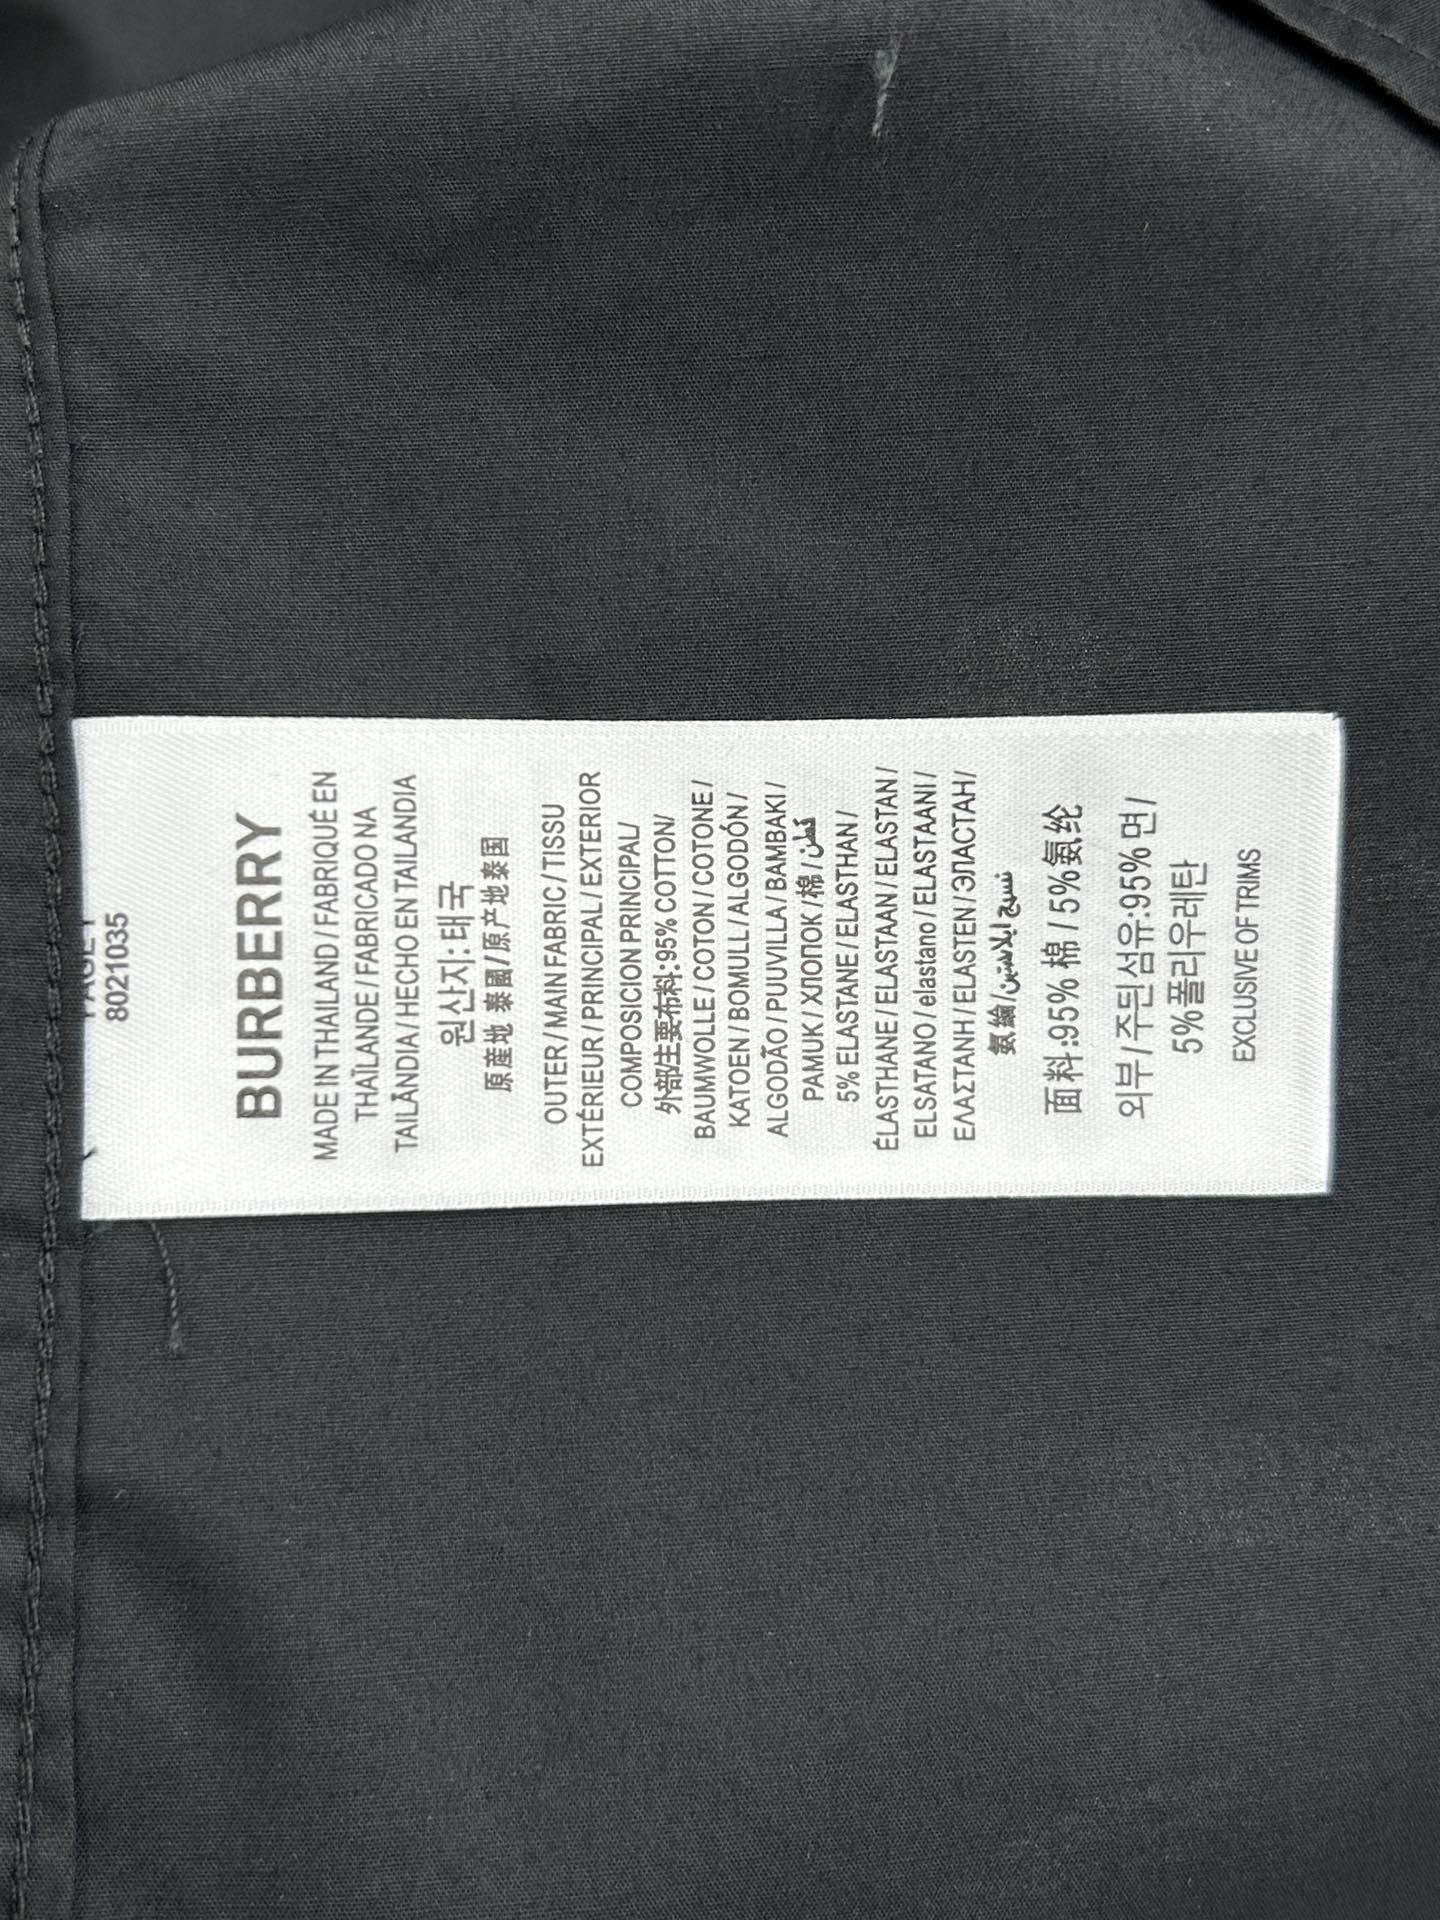 8021035
BURBERRY
MADE IN THAILAND / FABRIQUÉ EN
THAÏLANDE / FABRICADO NA
TAILÂNDIA / HECHO EN TAILANDIA
원산지: 태국
原産地 泰國 / 原产地泰国
OUTER / MAIN FABRIC / TISSU
EXTÉRIEUR / PRINCIPAL / EXTERIOR
COMPOSICION PRINCIPAL/
外部主要布料:95% COTTON/
BAUMWOLLE / COTON / COTONE /
KATOEN / BOMULL / ALGODÓN /
ALGODÃO / PUUVILLA / BAMBAKI /
PAMUK / ХЛОПОК / 棉 / قطن /
5% ELASTANE / ELASTHAN /
ÉLASTHANE / ELASTAAN / ELASTAN /
ELSATANO / elastano / ELASTAANI /
ΕΛΑΣΤΑΝΗ / ELASTEN / ЭЛАСТАН/
氨綸/نسيج ايلاستين
面料:95% 棉 / 5%氨纶
외부/주된섬유:95%면/
5%폴리우레탄
EXCLUSIVE OF TRIMS